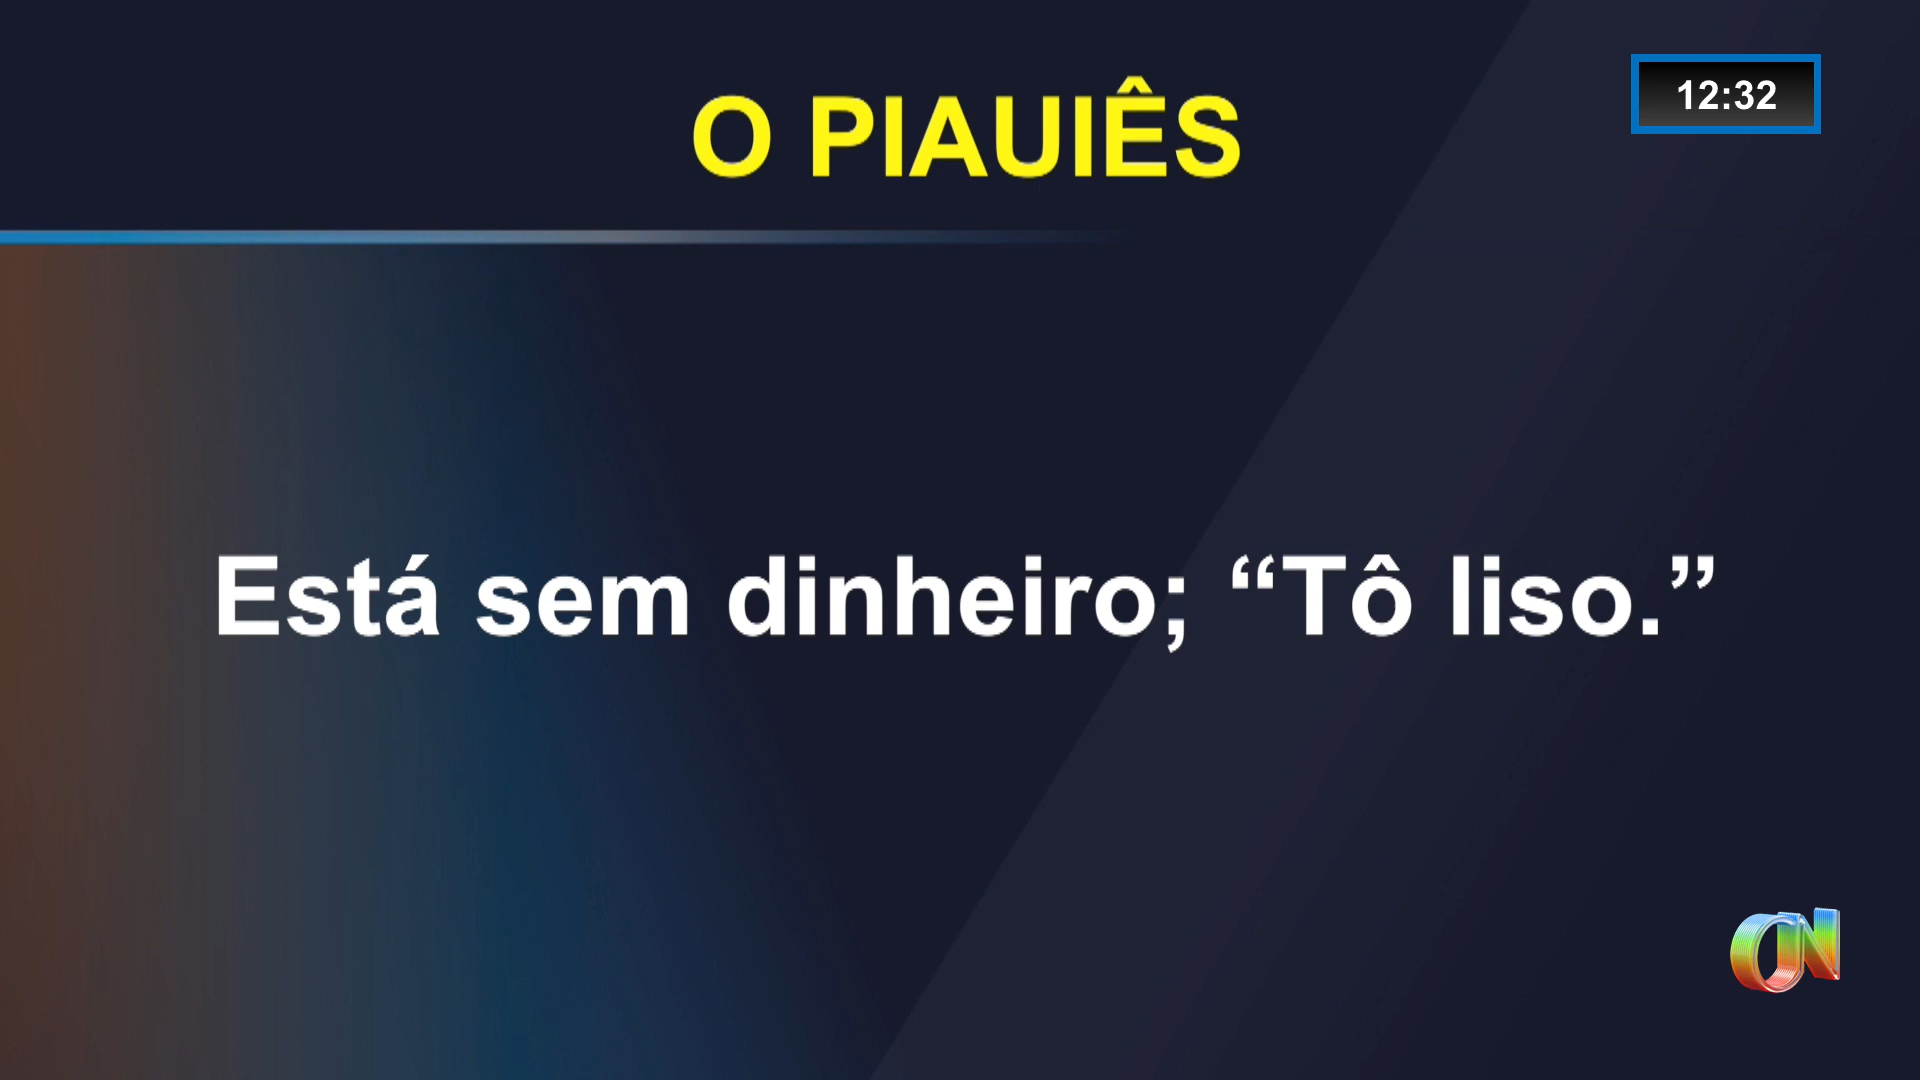 O PIAUIÊS
12:32
Está sem dinheiro; “Tô liso.”